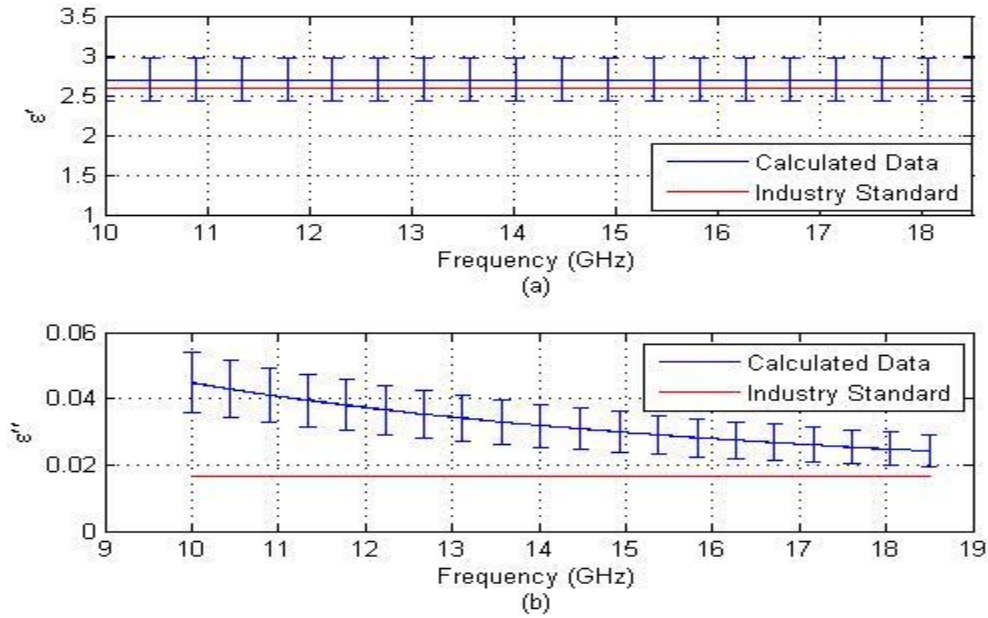 3.5
3
2.5
2
1.5
1
ε'
Calculated Data
Industry Standard
10 11 12 13 14 15 16 17 18
Frequency (GHz)
(a)
0.06
0.04
0.02
0
ε''
Calculated Data
Industry Standard
9 10 11 12 13 14 15 16 17 18 19
Frequency (GHz)
(b)